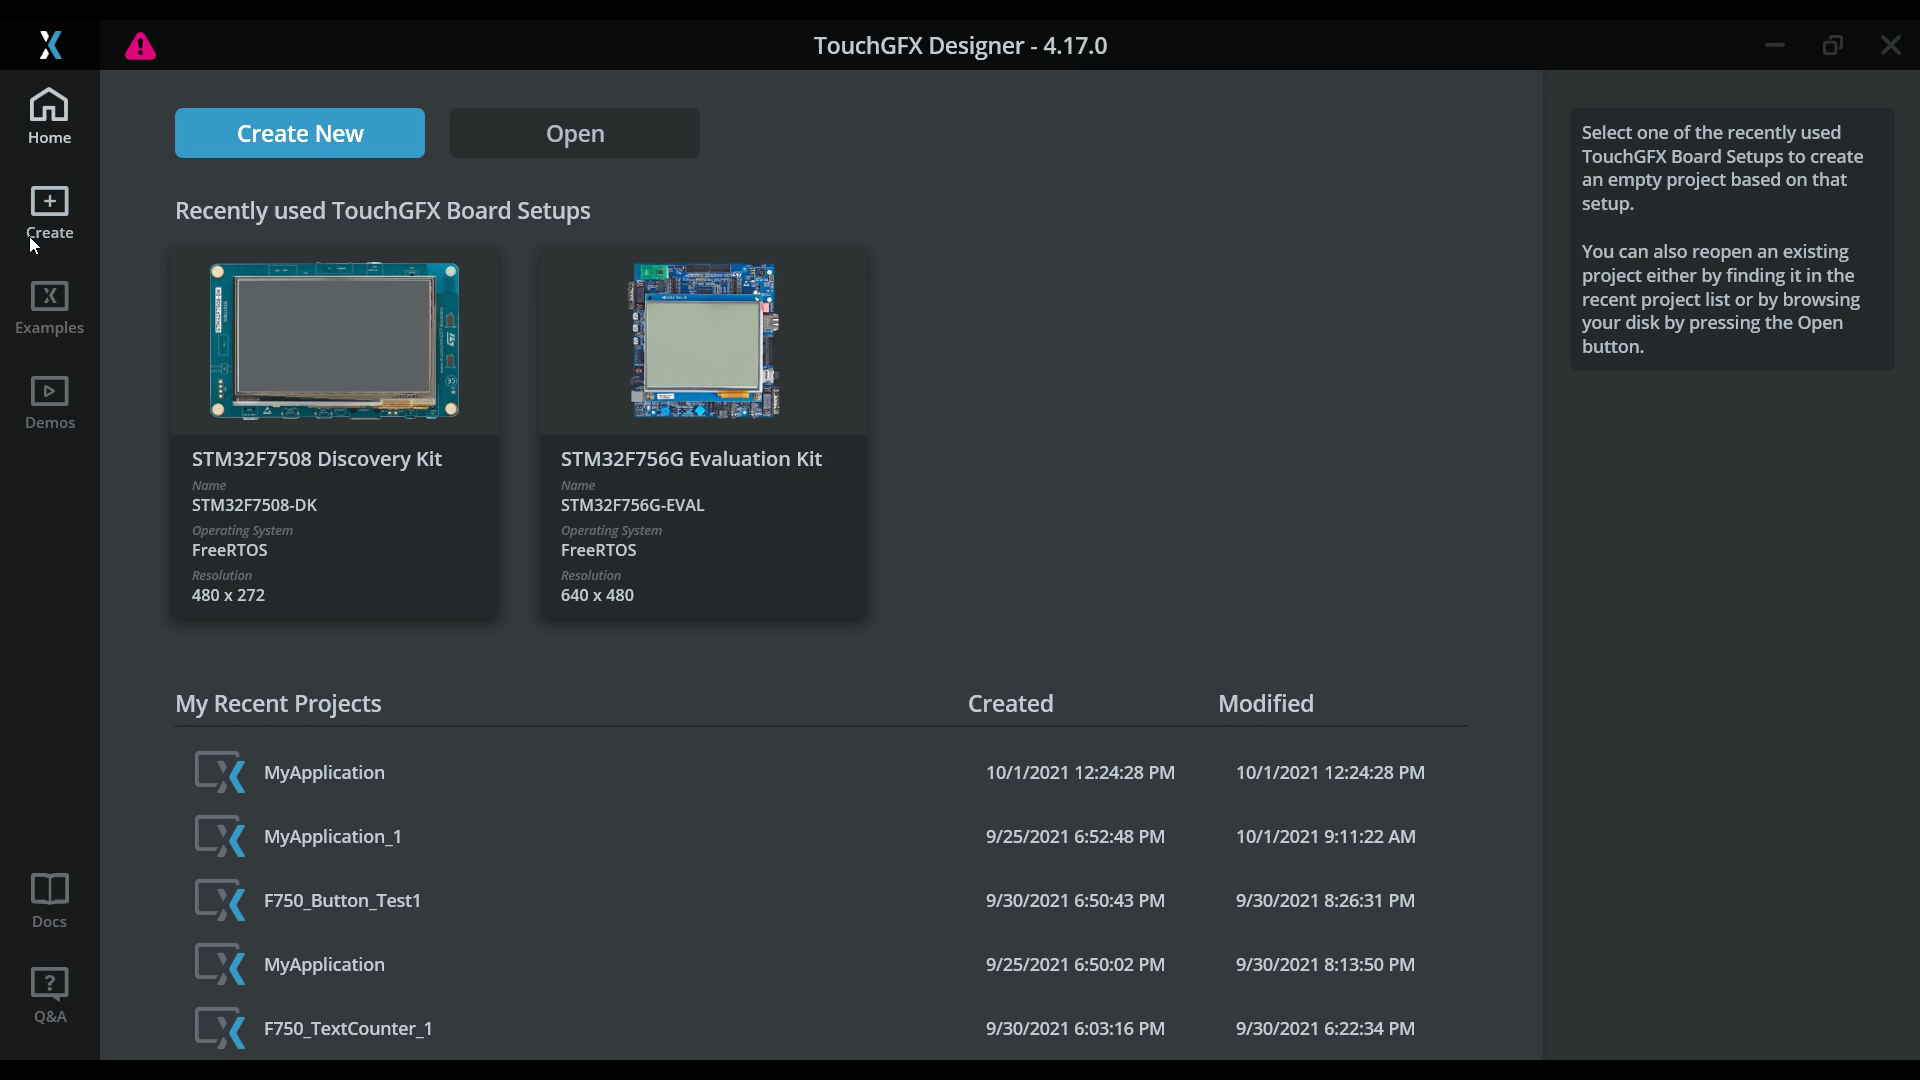 TouchGFX Designer - 4.17.0
Home
Create
Examples
Demos
Docs
Q&A
Create New
Open
Recently used TouchGFX Board Setups
STM32F7508 Discovery Kit
Name
STM32F7508-DK
Operating System
FreeRTOS
Resolution
480 x 272
STM32F756G Evaluation Kit
Name
STM32F756G-EVAL
Operating System
FreeRTOS
Resolution
640 x 480
My Recent Projects Created Modified
MyApplication 10/1/2021 12:24:28 PM 10/1/2021 12:24:28 PM
MyApplication_1 9/25/2021 6:52:48 PM 10/1/2021 9:11:22 AM
F750_Button_Test1 9/30/2021 6:50:43 PM 9/30/2021 8:26:31 PM
MyApplication 9/25/2021 6:50:02 PM 9/30/2021 8:13:50 PM
F750_TextCounter_1 9/30/2021 6:03:16 PM 9/30/2021 6:22:34 PM
Select one of the recently used
TouchGFX Board Setups to create
an empty project based on that
setup.
You can also reopen an existing
project either by finding it in the
recent project list or by browsing
your disk by pressing the Open
button.